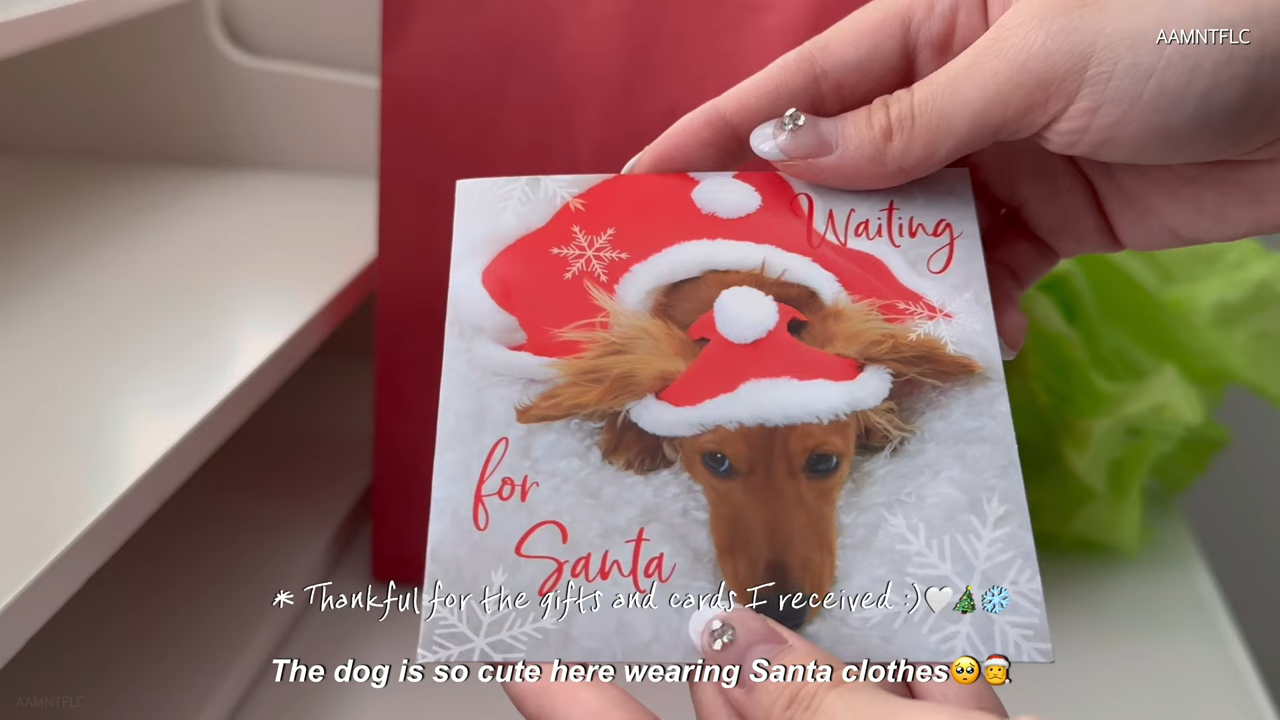 AAMNTFLC
Waiting
for
Santa
* Thankful for the gifts and cards I received :)🤍🎄❄️
The dog is so cute here wearing Santa clothes🥺🎅
AAMNTFLC